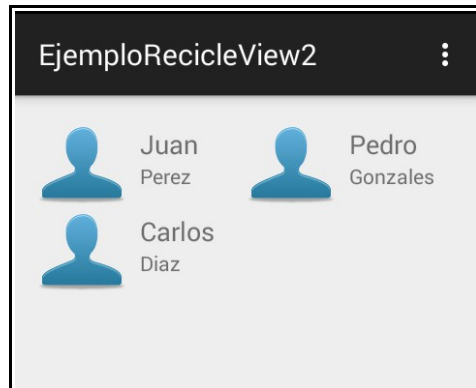 EjemploRecicleView2
Juan
Perez
Pedro
Gonzales
Carlos
Diaz